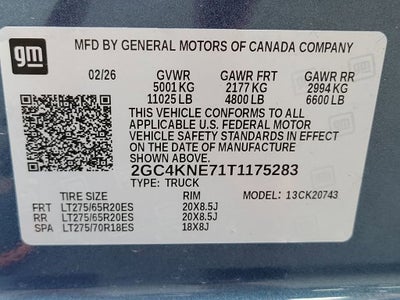 gm
MFD BY GENERAL MOTORS OF CANADA COMPANY
02/26 GVWR GAWR FRT GAWR RR
5001 KG 2177 KG 2994 KG
11025 LB 4800 LB 6600 LB
THIS VEHICLE CONFORMS TO ALL
APPLICABLE U.S. FEDERAL MOTOR
VEHICLE SAFETY STANDARDS IN EFFECT
ON THE DATE OF MANUFACTURE
SHOWN ABOVE.
2GC4KNE71T1175283
TYPE: TRUCK
MODEL: 13CK20743
TIRE SIZE RIM
FRT LT275/65R20ES 20X8.5J
RR LT275/65R20ES 20X8.5J
SPA LT275/70R18ES 18X8J